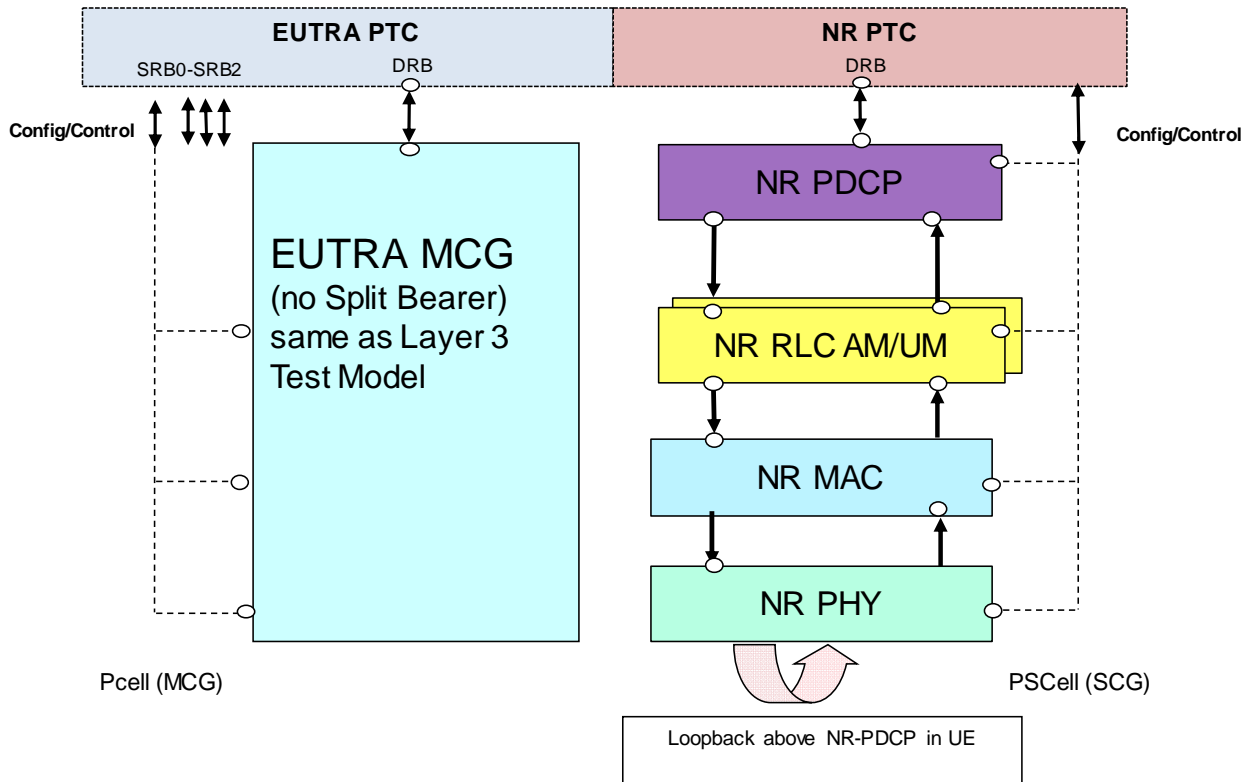 EUTRA PTC
NR PTC
SRB0-SRB2
DRB
DRB
Config/Control
Config/Control
NR PDCP
EUTRA MCG
(no Split Bearer)
same as Layer 3
Test Model
NR RLC AM/UM
NR MAC
NR PHY
Pcell (MCG)
PSCell (SCG)
Loopback above NR-PDCP in UE